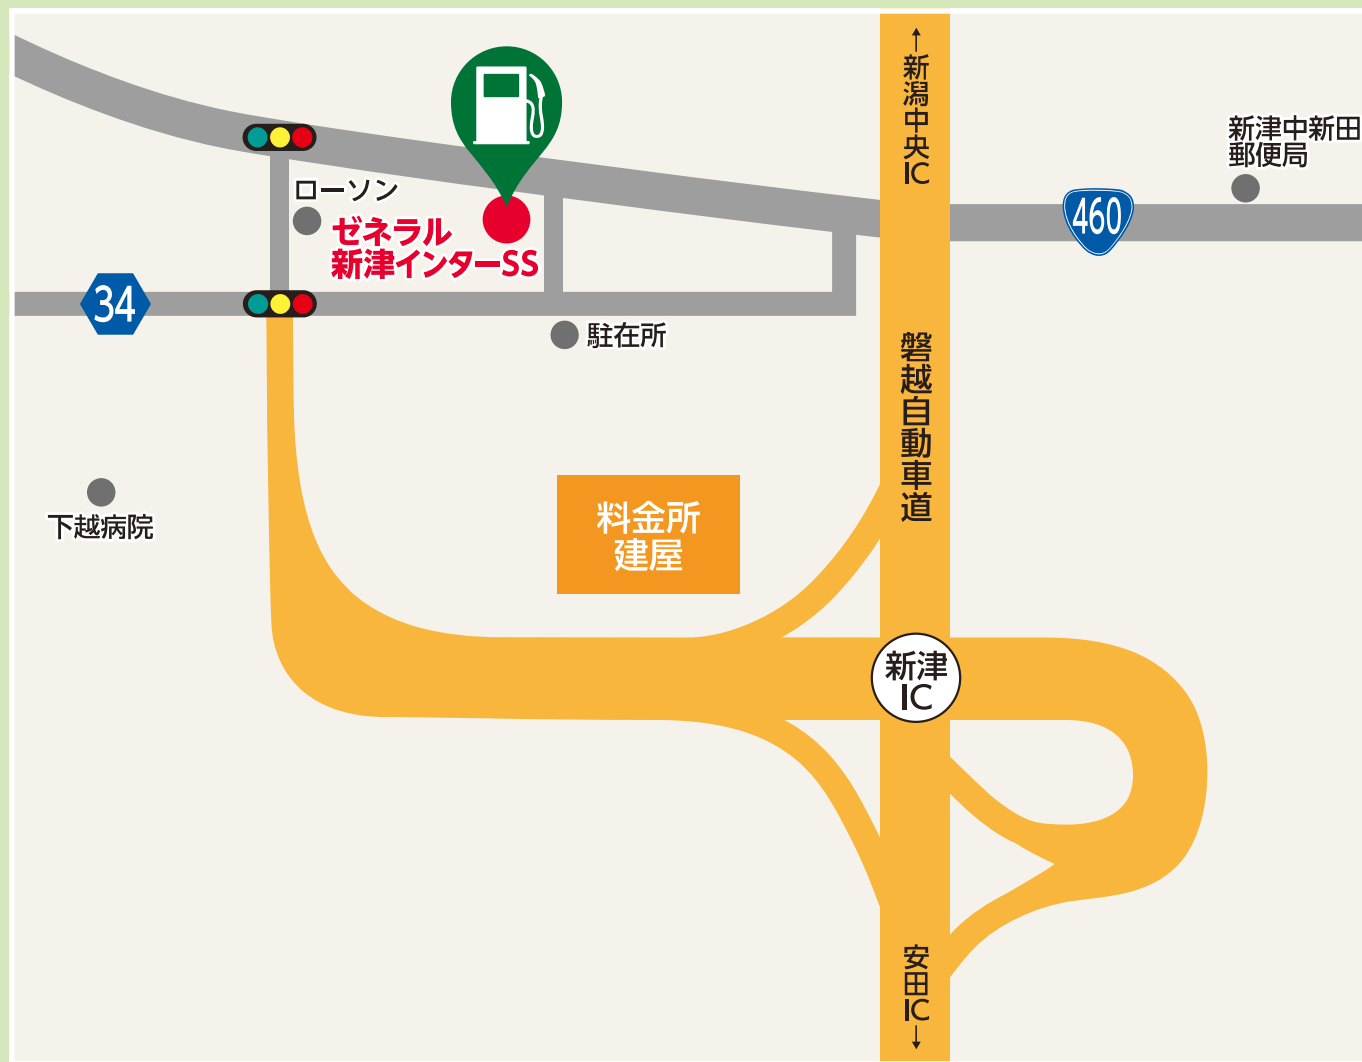 新潟中央IC
新津中新田
郵便局
460
ローソン
ゼネラル
新津インターSS
34
駐在所
磐越自動車道
下越病院
料金所
建屋
新津
IC
安田IC